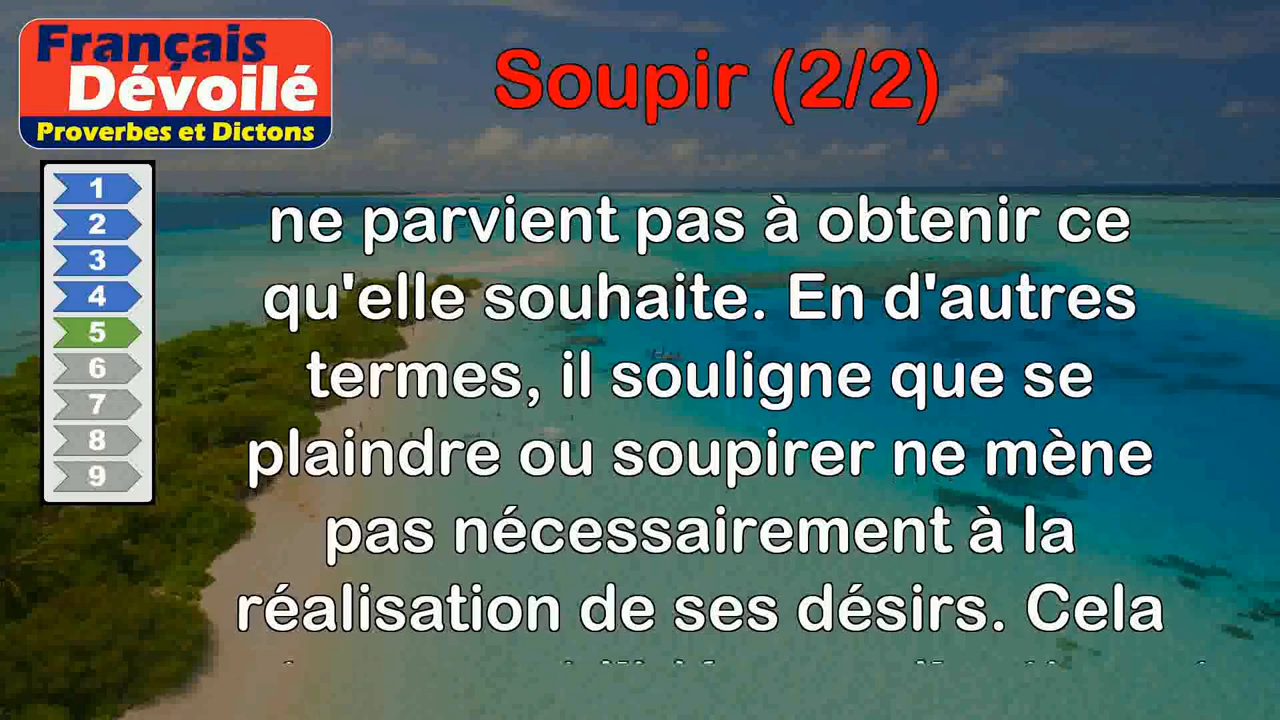 Français
Dévoilé
Proverbes et Dictons
Soupir (2/2)
1
2
3
4
5
6
7
8
9
ne parvient pas à obtenir ce
qu'elle souhaite. En d'autres
termes, il souligne que se
plaindre ou soupirer ne mène
pas nécessairement à la
réalisation de ses désirs. Cela